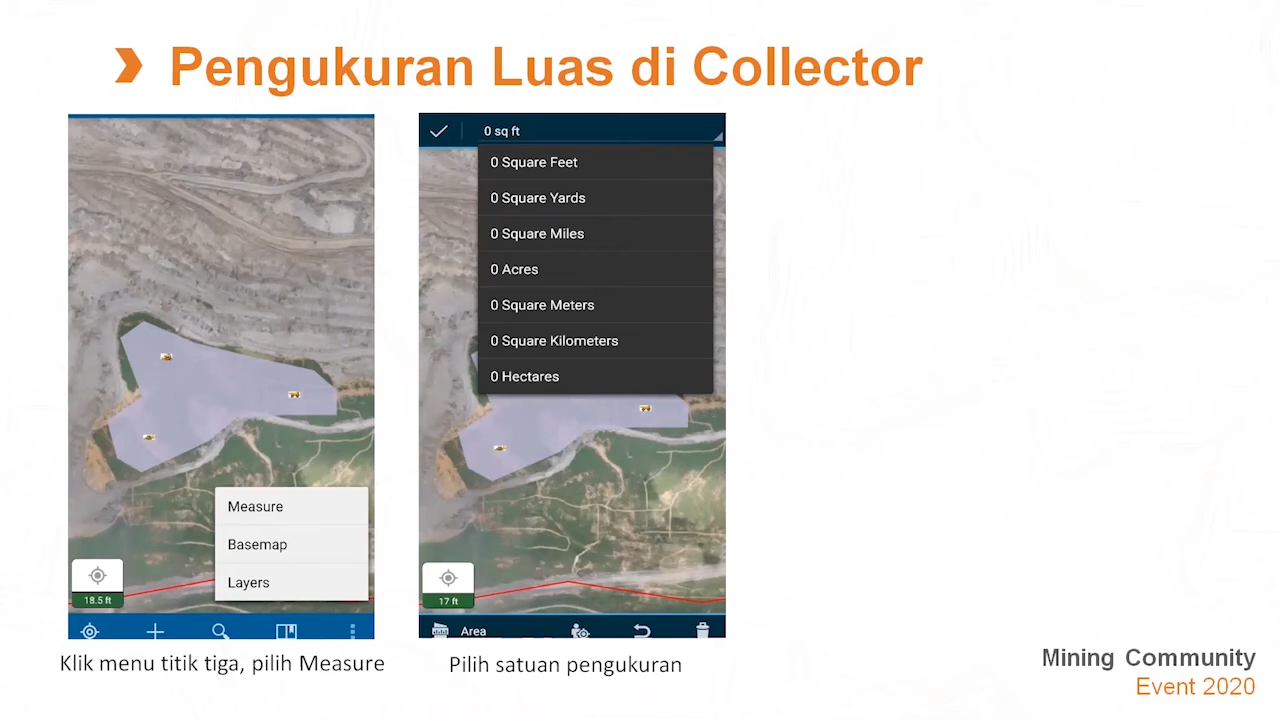 Pengukuran Luas di Collector
Measure
Basemap
Layers
18.5 ft
Klik menu titik tiga, pilih Measure
0 sq ft
0 Square Feet
0 Square Yards
0 Square Miles
0 Acres
0 Square Meters
0 Square Kilometers
0 Hectares
17 ft
Area
Pilih satuan pengukuran
Mining Community
Event 2020